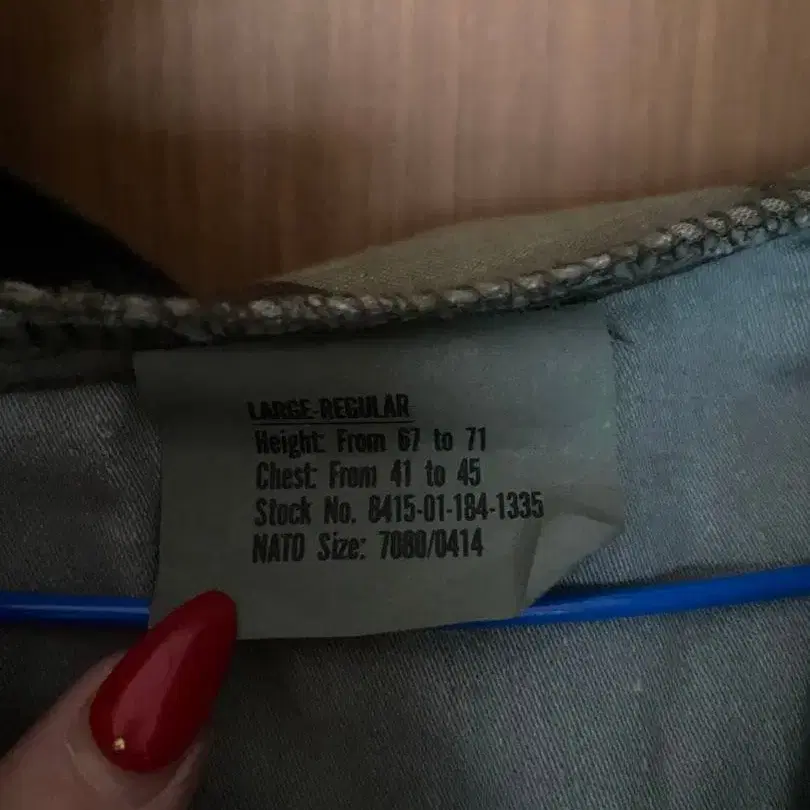 LARGE-REGULAR
Height: From 67 to 71
Chest: From 41 to 45
Stock No. 8415-01-184-1335
NATO Size: 7080/0414